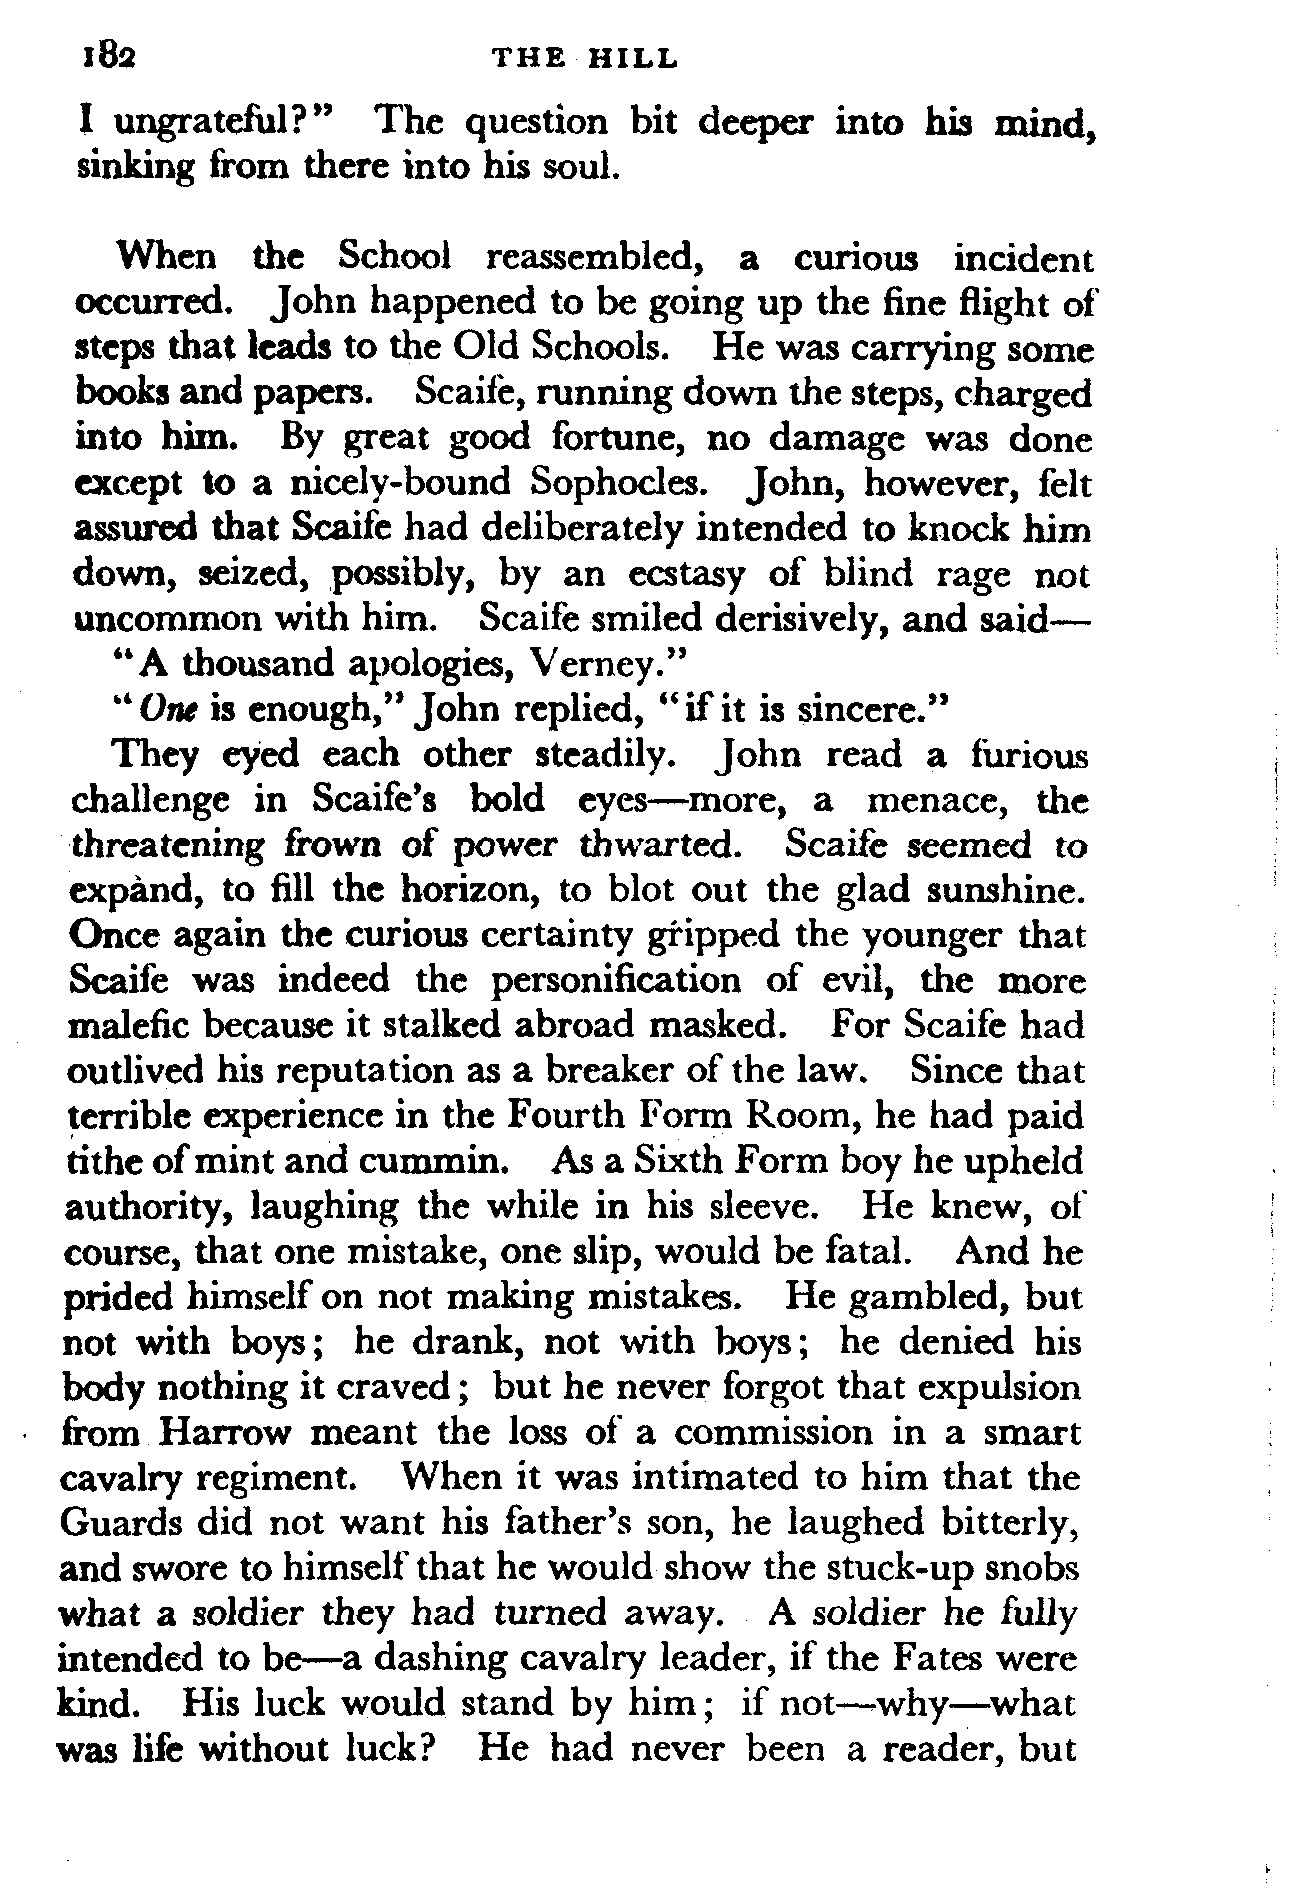 182 THE HILL
I ungrateful?” The question bit deeper into his mind,
sinking from there into his soul.
When the School reassembled, a curious incident
occurred. John happened to be going up the fine flight of
steps that leads to the Old Schools. He was carrying some
books and papers. Scaife, running down the steps, charged
into him. By great good fortune, no damage was done
except to a nicely-bound Sophocles. John, however, felt
assured that Scaife had deliberately intended to knock him
down, seized, possibly, by an ecstasy of blind rage not
uncommon with him. Scaife smiled derisively, and said—
“A thousand apologies, Verney.”
“One is enough,” John replied, “if it is sincere.”
They eyed each other steadily. John read a furious
challenge in Scaife’s bold eyes—more, a menace, the
threatening frown of power thwarted. Scaife seemed to
expand, to fill the horizon, to blot out the glad sunshine.
Once again the curious certainty gripped the younger that
Scaife was indeed the personification of evil, the more
malefic because it stalked abroad masked. For Scaife had
outlived his reputation as a breaker of the law. Since that
terrible experience in the Fourth Form Room, he had paid
tithe of mint and cummin. As a Sixth Form boy he upheld
authority, laughing the while in his sleeve. He knew, of
course, that one mistake, one slip, would be fatal. And he
prided himself on not making mistakes. He gambled, but
not with boys; he drank, not with boys; he denied his
body nothing it craved; but he never forgot that expulsion
from Harrow meant the loss of a commission in a smart
cavalry regiment. When it was intimated to him that the
Guards did not want his father’s son, he laughed bitterly,
and swore to himself that he would show the stuck-up snobs
what a soldier they had turned away. A soldier he fully
intended to be—a dashing cavalry leader, if the Fates were
kind. His luck would stand by him; if not—why—what
was life without luck? He had never been a reader, but